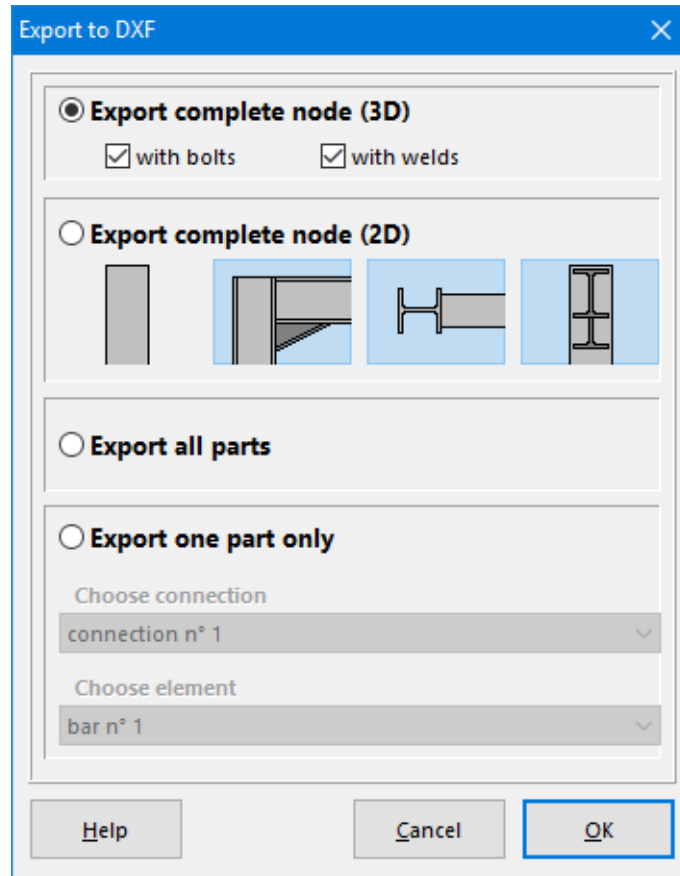 Export to DXF
Export complete node (3D)
with bolts with welds
Export complete node (2D)
Export all parts
Export one part only
Choose connection
connection n° 1
Choose element
bar n° 1
Help Cancel OK